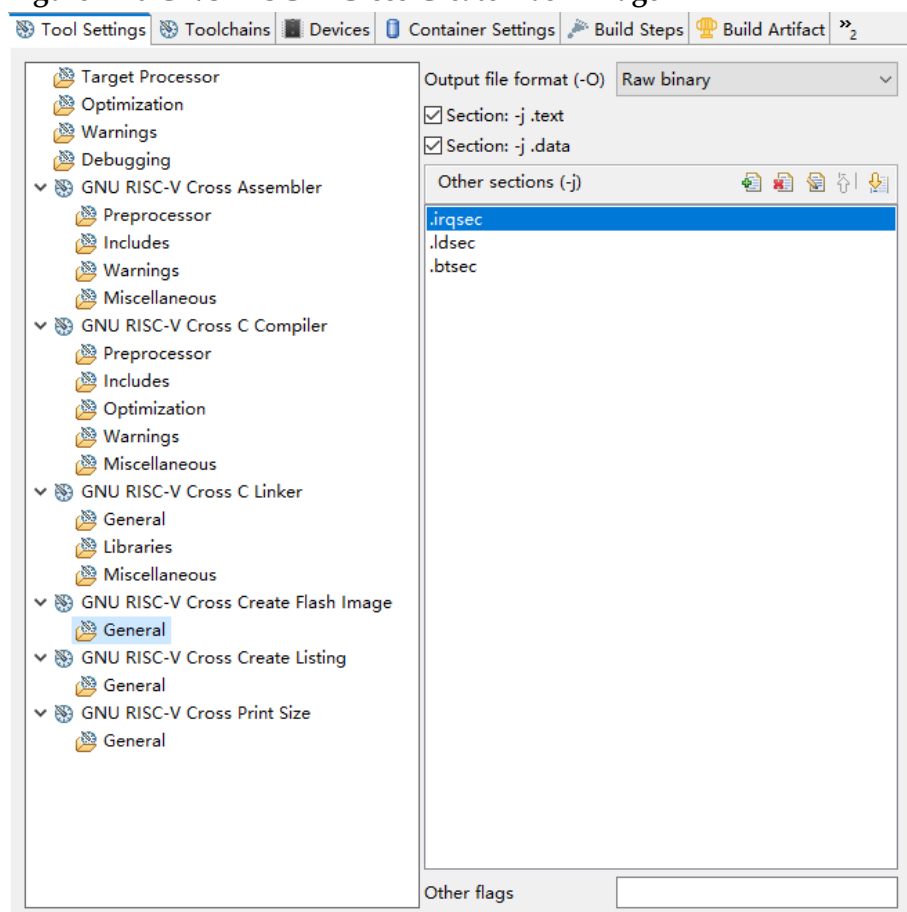 Tool Settings Toolchains Devices Container Settings Build Steps Build Artifact »2
Target Processor
Optimization
Warnings
Debugging
GNU RISC-V Cross Assembler
Preprocessor
Includes
Warnings
Miscellaneous
GNU RISC-V Cross C Compiler
Preprocessor
Includes
Optimization
Warnings
Miscellaneous
GNU RISC-V Cross C Linker
General
Libraries
Miscellaneous
GNU RISC-V Cross Create Flash Image
General
GNU RISC-V Cross Create Listing
General
GNU RISC-V Cross Print Size
General
Output file format (-O) Raw binary
Section: -j .text
Section: -j .data
Other sections (-j)
.irqsec
.ldsec
.btsec
Other flags